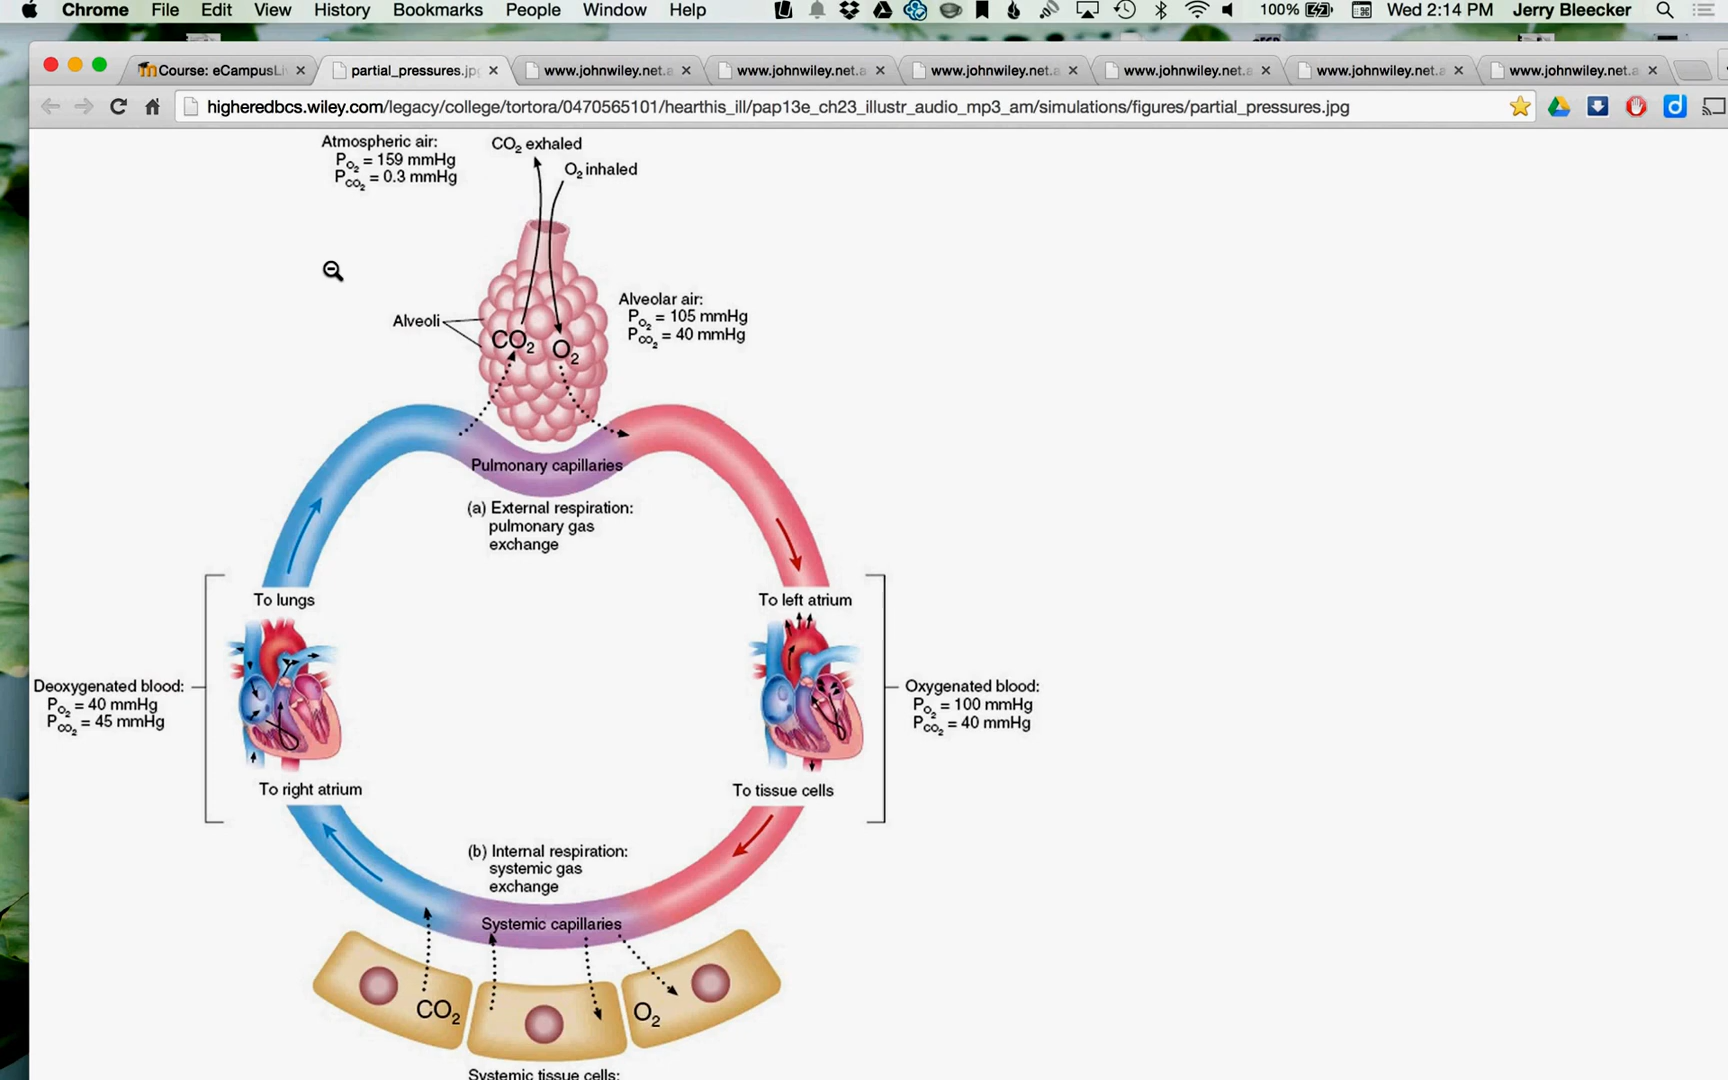 Chrome File Edit View History Bookmarks People Window Help 100% Wed 2:14 PM Jerry Bleecker
Course: eCampusLi partial_pressures.jp www.johnwiley.net.a www.johnwiley.net.a www.johnwiley.net.a www.johnwiley.net.a www.johnwiley.net.a www.johnwiley.net.a
higheredbcs.wiley.com/legacy/college/tortora/0470565101/hearthis_ill/pap13e_ch23_illustr_audio_mp3_am/simulations/figures/partial_pressures.jpg
Atmospheric air:
PO₂ = 159 mmHg
PCO₂ = 0.3 mmHg
CO₂ exhaled
O₂ inhaled
Alveoli
CO₂ O₂
Alveolar air:
PO₂ = 105 mmHg
PCO₂ = 40 mmHg
Pulmonary capillaries
(a) External respiration:
pulmonary gas
exchange
To lungs
To left atrium
Deoxygenated blood:
PO₂ = 40 mmHg
PCO₂ = 45 mmHg
Oxygenated blood:
PO₂ = 100 mmHg
PCO₂ = 40 mmHg
To right atrium
To tissue cells
(b) Internal respiration:
systemic gas
exchange
Systemic capillaries
CO₂
O₂
Systemic tissue cells: